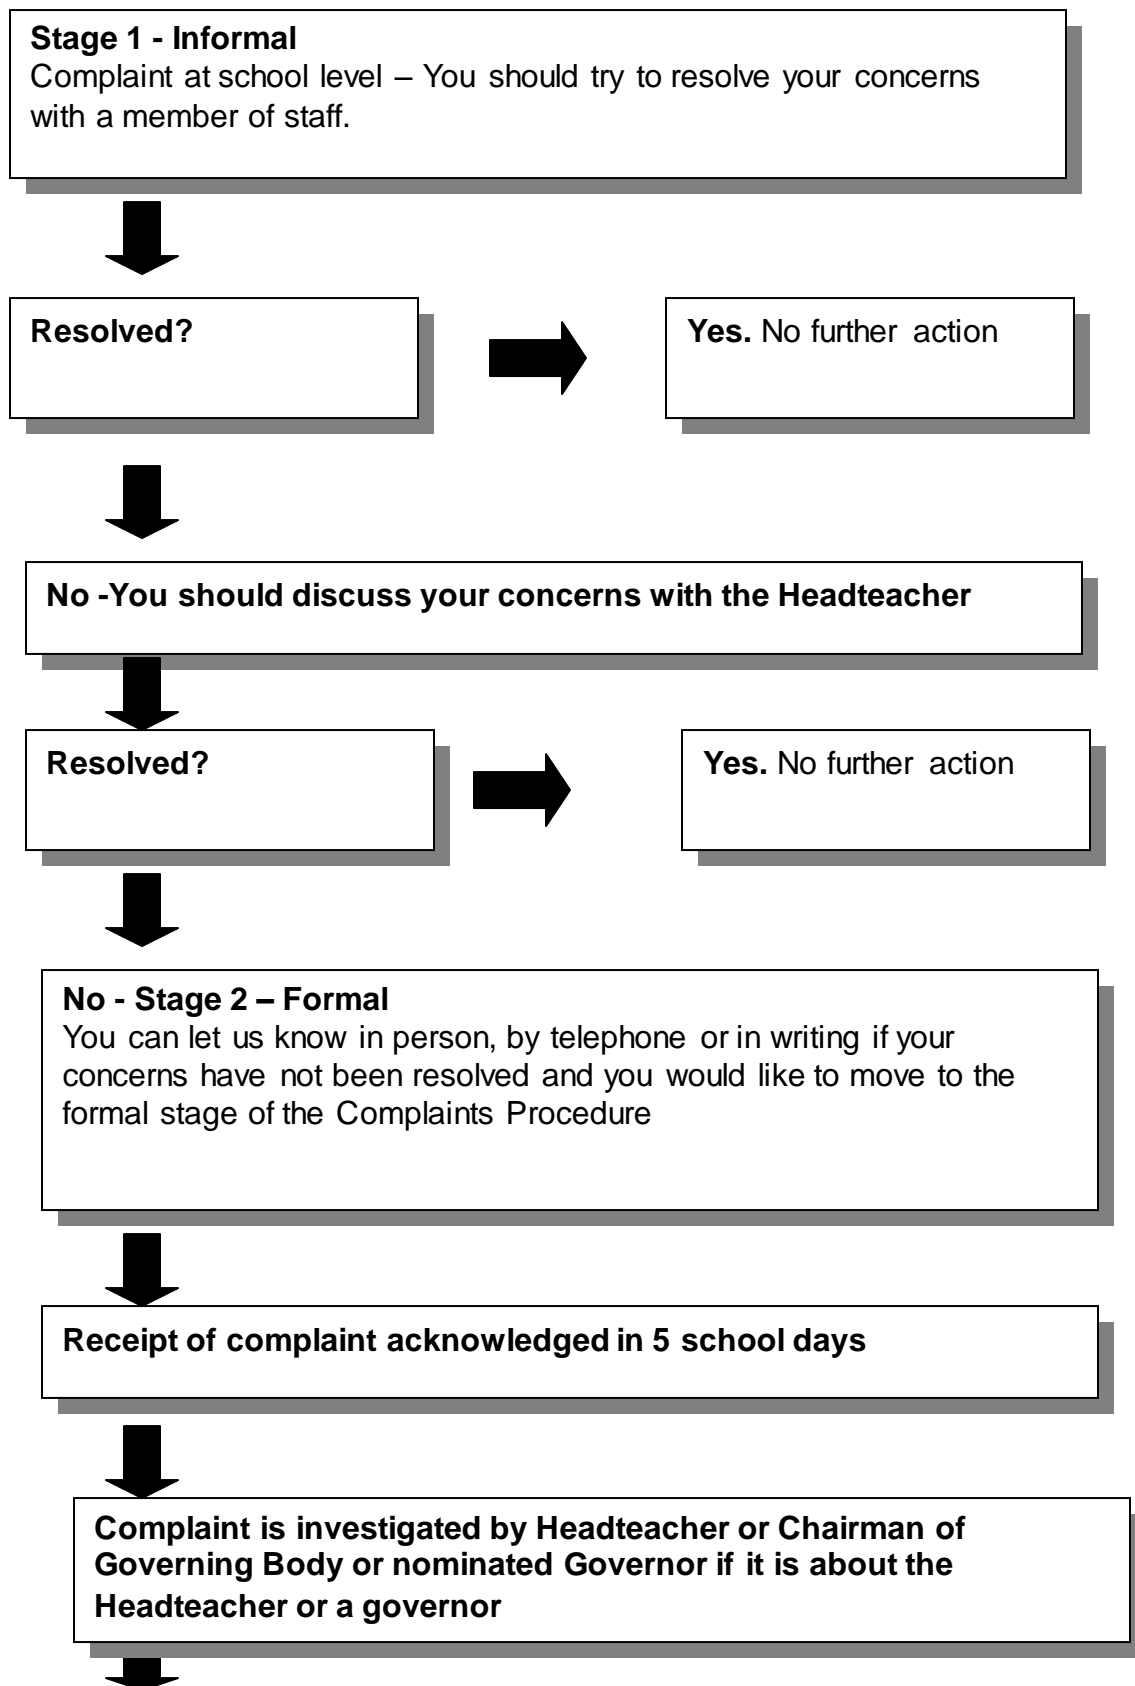 Stage 1 - Informal
Complaint at school level – You should try to resolve your concerns
with a member of staff.
Resolved?
Yes. No further action
No -You should discuss your concerns with the Headteacher
Resolved?
Yes. No further action
No - Stage 2 – Formal
You can let us know in person, by telephone or in writing if your
concerns have not been resolved and you would like to move to the
formal stage of the Complaints Procedure
Receipt of complaint acknowledged in 5 school days
Complaint is investigated by Headteacher or Chairman of
Governing Body or nominated Governor if it is about the
Headteacher or a governor